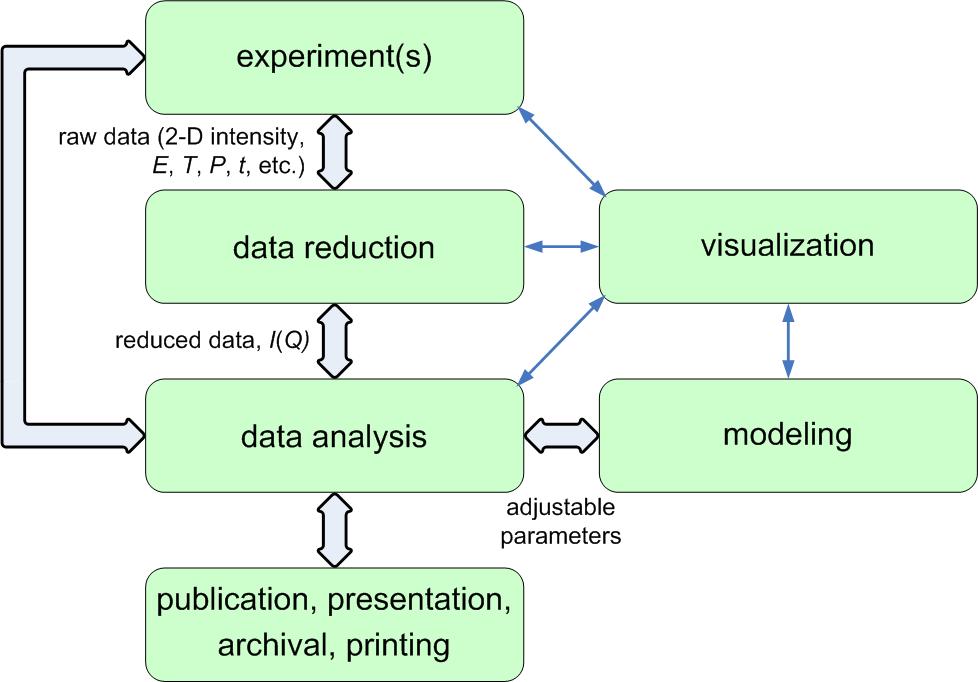 experiment(s)
raw data (2-D intensity,
E, T, P, t, etc.)
data reduction
visualization
reduced data, I(Q)
data analysis
modeling
adjustable
parameters
publication, presentation,
archival, printing